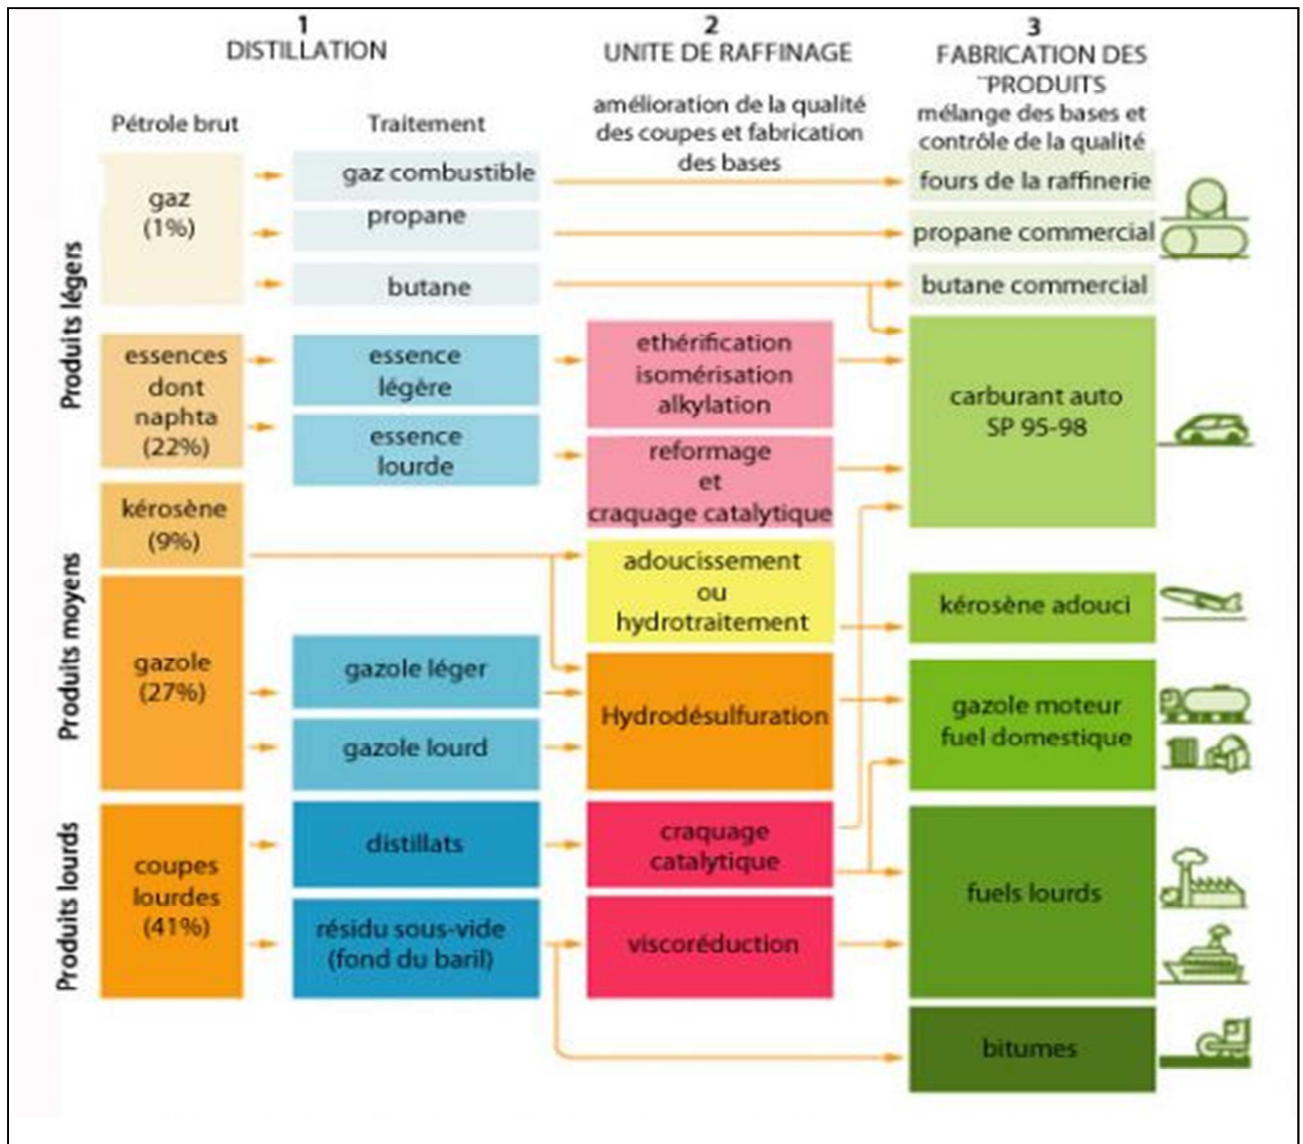 1
DISTILLATION
2
UNITE DE RAFFINAGE
3
FABRICATION DES
PRODUITS
amélioration de la qualité
des coupes et fabrication
des bases
mélange des bases et
contrôle de la qualité
Pétrole brut
Traitement
Produits légers
gaz
(1%)
gaz combustible
propane
butane
fours de la raffinerie
propane commercial
butane commercial
essences
dont
naphta
(22%)
essence
légère
essence
lourde
ethérification
isomérisation
alkylation
reformage
et
craquage catalytique
carburant auto
SP 95-98
Produits moyens
kérosène
(9%)
adoucissement
ou
hydrotraitement
kérosène adouci
gazole
(27%)
gazole léger
gazole lourd
Hydrodésulfuration
gazole moteur
fuel domestique
Produits lourds
coupes
lourdes
(41%)
distillats
résidu sous-vide
(fond du baril)
craquage
catalytique
viscoréduction
fuels lourds
bitumes